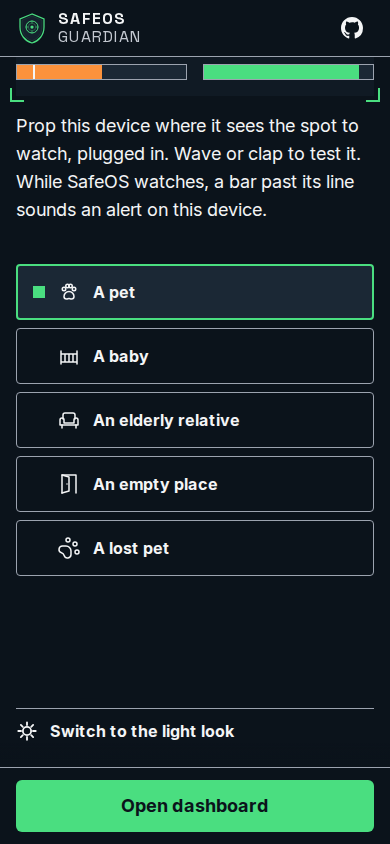 SAFEOS
GUARDIAN
Prop this device where it sees the spot to
watch, plugged in. Wave or clap to test it.
While SafeOS watches, a bar past its line
sounds an alert on this device.
A pet
A baby
An elderly relative
An empty place
A lost pet
Switch to the light look
Open dashboard